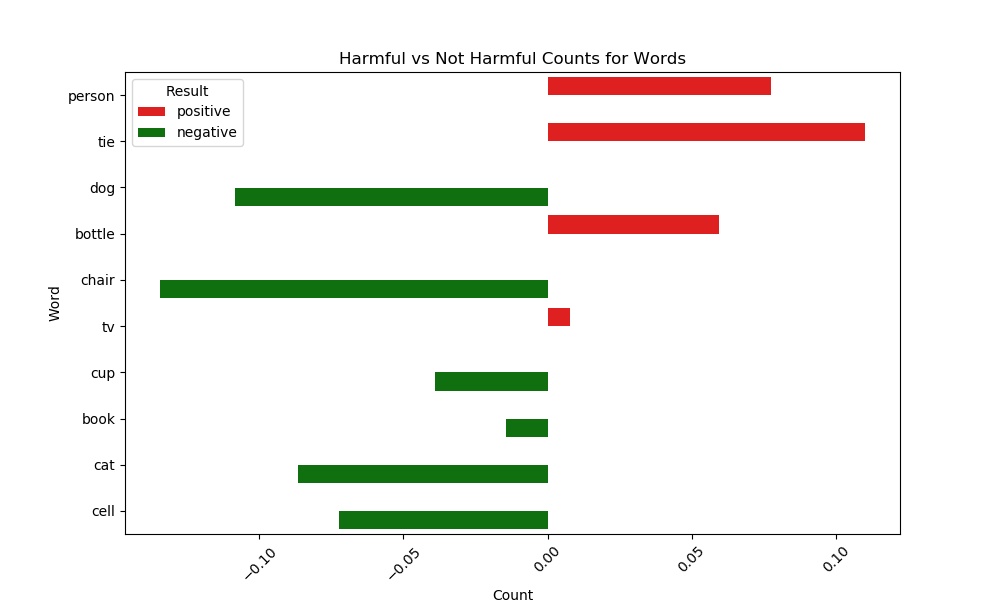 Harmful vs Not Harmful Counts for Words
Result
positive
negative
person
tie
dog
bottle
chair
tv
cup
book
cat
cell
Word
−0.10
−0.05
0.00
0.05
0.10
Count